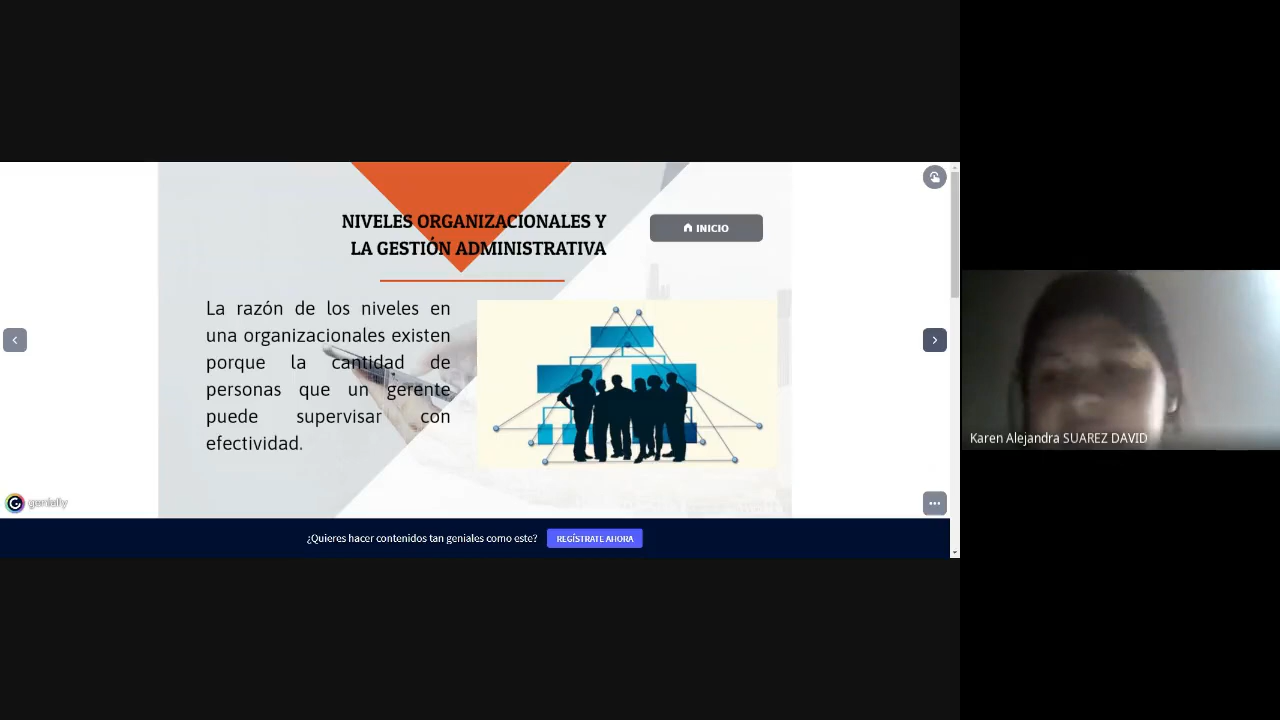 NIVELES ORGANIZACIONALES Y
LA GESTIÓN ADMINISTRATIVA
INICIO
La razón de los niveles en
una organizacionales existen
porque la cantidad de
personas que un gerente
puede supervisar con
efectividad.
genially
¿Quieres hacer contenidos tan geniales como este?
REGÍSTRATE AHORA
Karen Alejandra SUAREZ DAVID